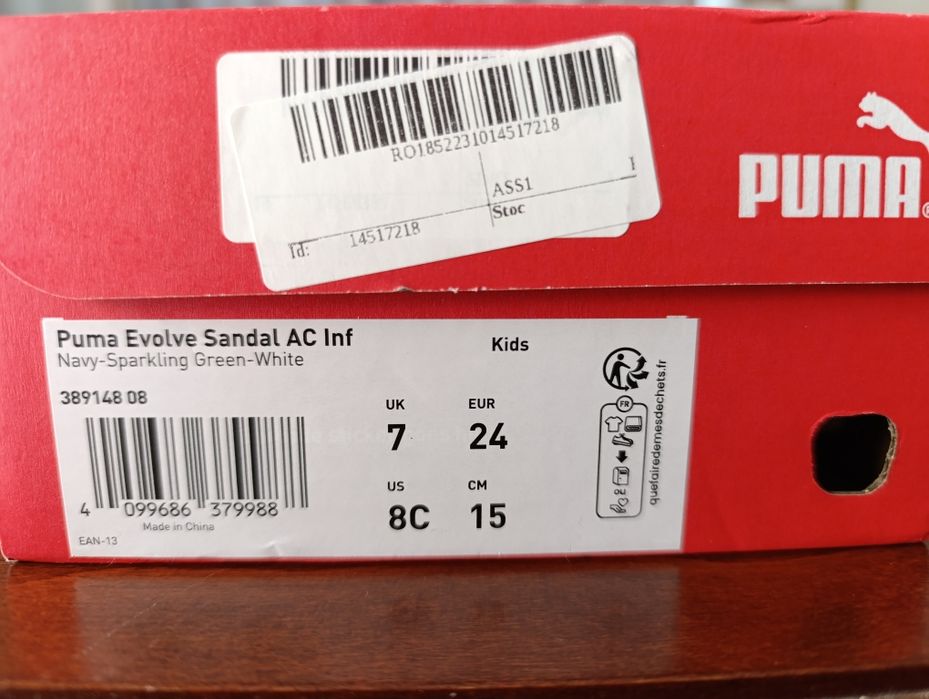 RO1852231014517218
ASS1
Stoc
Id: 14517218
PUMA®
Puma Evolve Sandal AC Inf
Navy-Sparkling Green-White
Kids
389148 08
UK
7
EUR
24
US
8C
CM
15
4 099686 379988
Made in China
EAN-13
FR
OU
quefairedemesdechets.fr